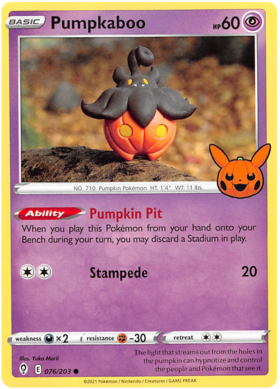 BASIC Pumpkaboo HP60
NO. 710 Pumpkin Pokémon HT: 1'4" WT: 11 lbs.
Ability Pumpkin Pit
When you play this Pokémon from your hand onto your
Bench during your turn, you may discard a Stadium in play.
Stampede 20
weakness ×2 resistance -30 retreat
Illus. Yuka Morii
E 076/203
The light that streams out from the holes in
the pumpkin can hypnotize and control
the people and Pokémon that see it.
©2021 Pokémon / Nintendo / Creatures / GAME FREAK